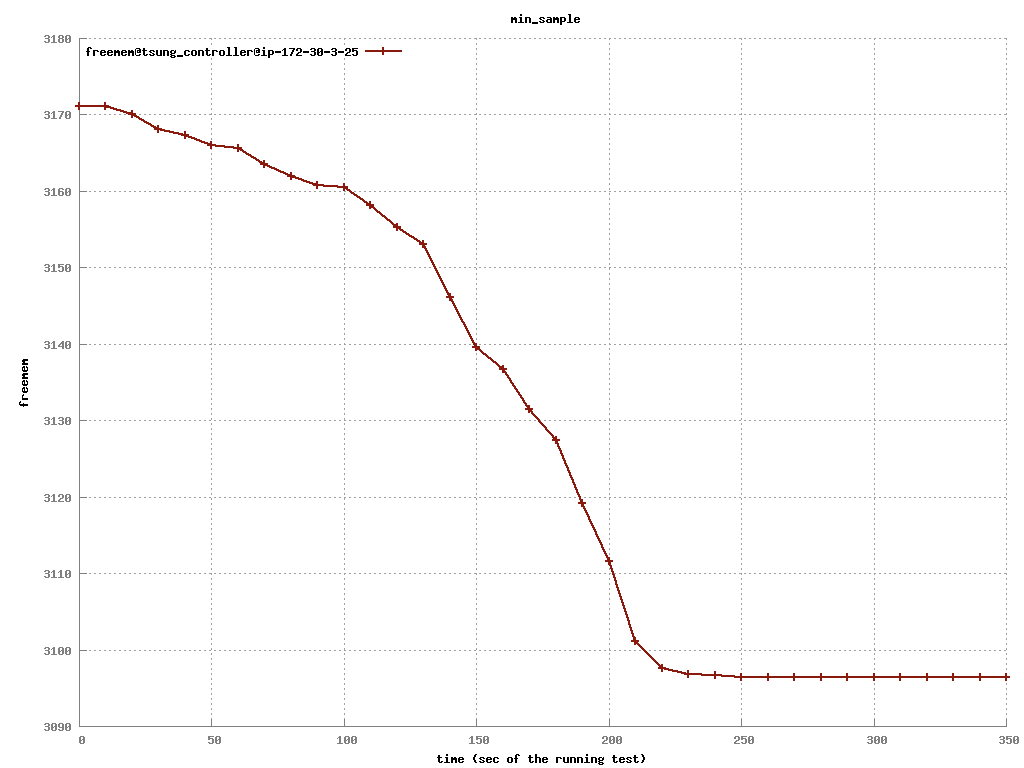 min_sample
freemem@tsung_controller@ip-172-30-3-25
3180
3170
3160
3150
3140
3130
3120
3110
3100
3090
freemem
0 50 100 150 200 250 300 350
time (sec of the running test)